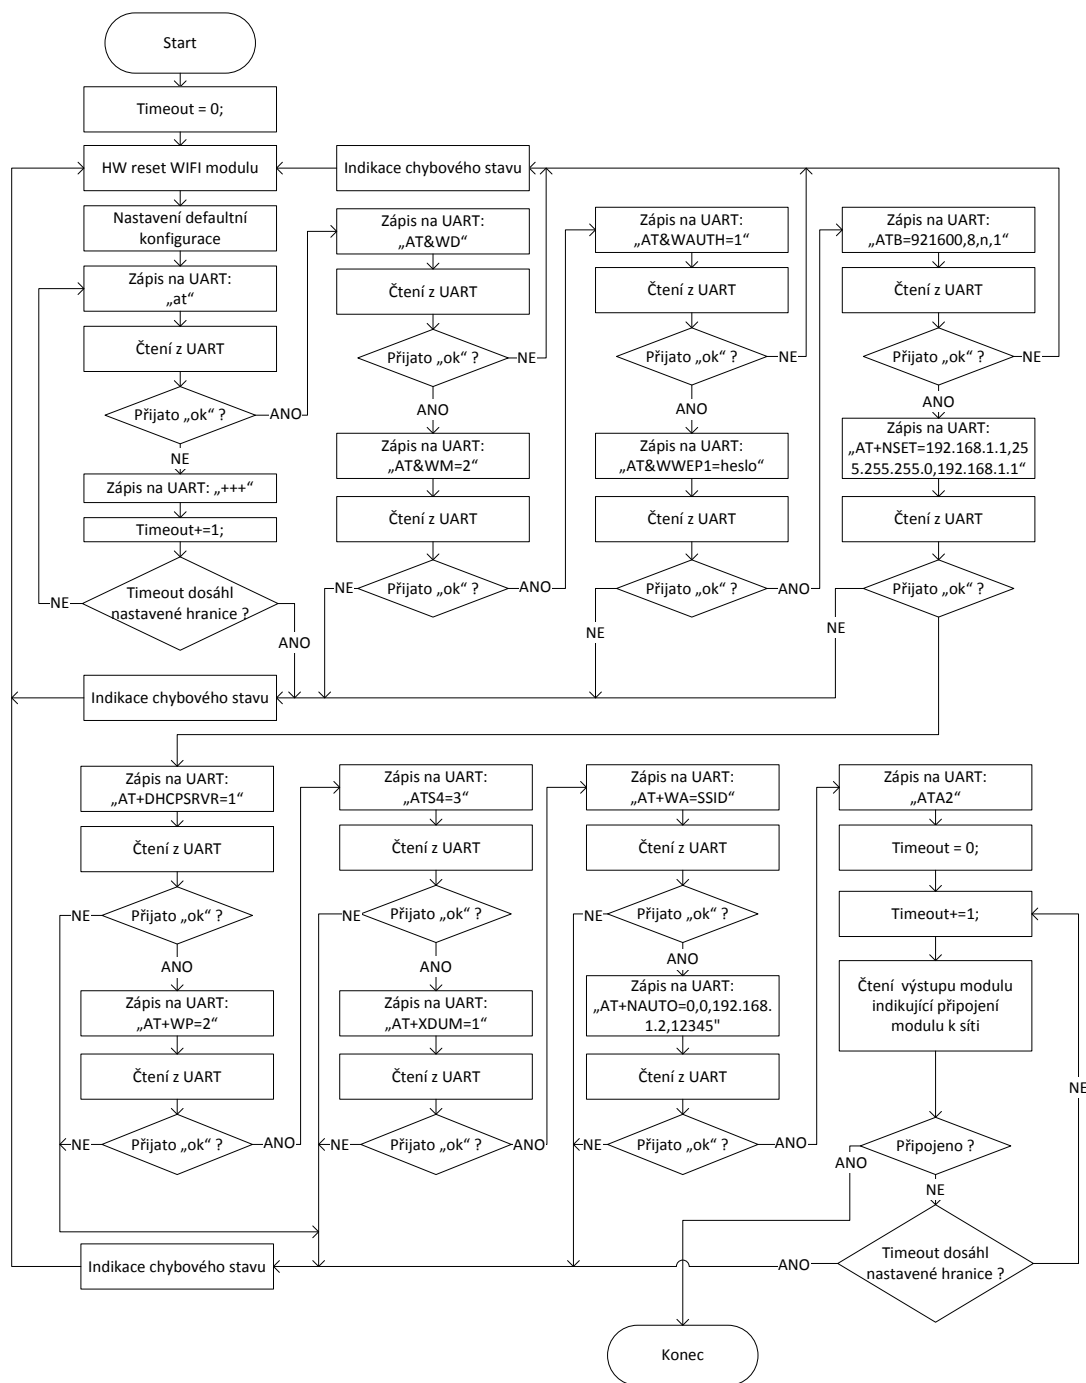 Start
Timeout = 0;
HW reset WIFI modulu
Indikace chybového stavu
Nastavení defaultní
konfigurace
Zápis na UART:
„at“
Čtení z UART
Přijato „ok“ ?
ANO
NE
Zápis na UART: „+++“
Timeout+=1;
Timeout dosáhl
nastavené hranice ?
NE
ANO
Zápis na UART:
„AT&WD“
Čtení z UART
Přijato „ok“ ?
NE
ANO
Zápis na UART:
„AT&WM=2“
Čtení z UART
Přijato „ok“ ?
NE
ANO
Zápis na UART:
„AT&WAUTH=1“
Čtení z UART
Přijato „ok“ ?
NE
ANO
Zápis na UART:
„AT&WWEP1=heslo“
Čtení z UART
Přijato „ok“ ?
ANO
NE
Zápis na UART:
„ATB=921600,8,n,1“
Čtení z UART
Přijato „ok“ ?
NE
ANO
Zápis na UART:
„AT+NSET=192.168.1.1,25
5.255.255.0,192.168.1.1“
Čtení z UART
Přijato „ok“ ?
NE
Indikace chybového stavu
Zápis na UART:
„AT+DHCPSRVR=1“
Čtení z UART
Přijato „ok“ ?
NE
ANO
Zápis na UART:
„AT+WP=2“
Čtení z UART
Přijato „ok“ ?
NE
ANO
Zápis na UART:
„ATS4=3“
Čtení z UART
Přijato „ok“ ?
NE
ANO
Zápis na UART:
„AT+XDUM=1“
Čtení z UART
Přijato „ok“ ?
NE
ANO
Zápis na UART:
„AT+WA=SSID“
Čtení z UART
Přijato „ok“ ?
NE
ANO
Zápis na UART:
„AT+NAUTO=0,0,192.168.
1.2,12345"
Čtení z UART
Přijato „ok“ ?
NE
ANO
Zápis na UART:
„ATA2“
Timeout = 0;
Timeout+=1;
Čtení výstupu modulu
indikující připojení
modulu k síti
Připojeno ?
ANO
NE
Timeout dosáhl
nastavené hranice ?
NE
ANO
Indikace chybového stavu
Konec